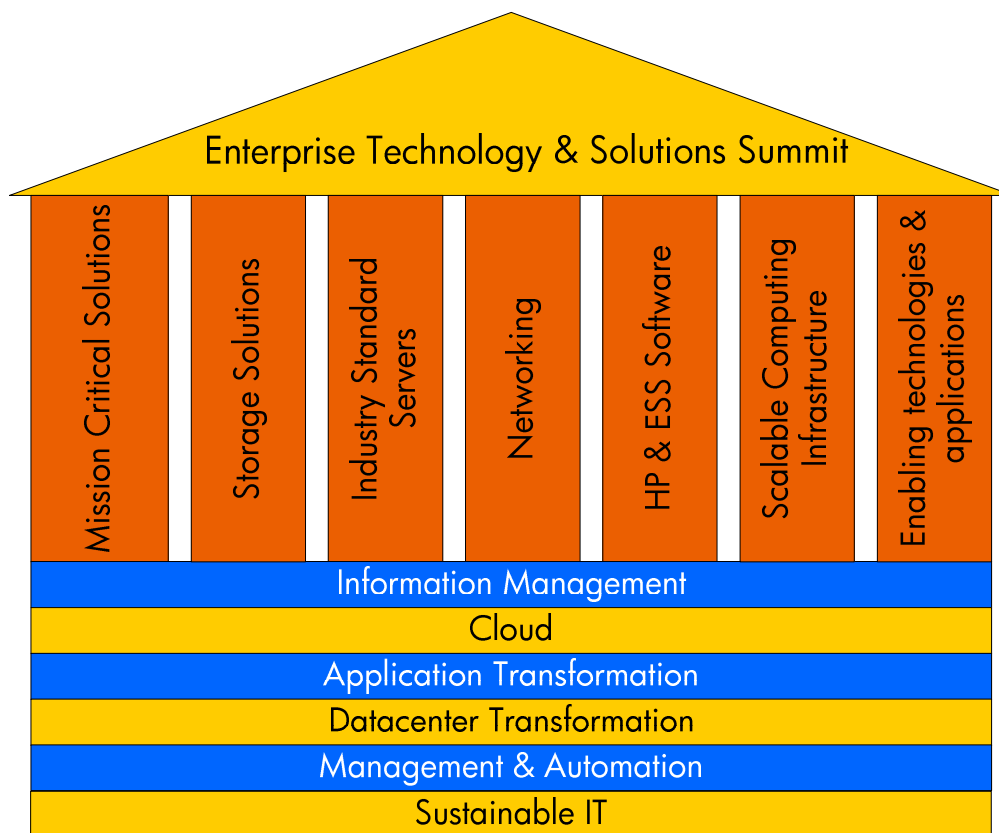 Enterprise Technology & Solutions Summit
Mission Critical Solutions
Storage Solutions
Industry Standard
Servers
Networking
HP & ESS Software
Scalable Computing
Infrastructure
Enabling technologies &
applications
Information Management
Cloud
Application Transformation
Datacenter Transformation
Management & Automation
Sustainable IT